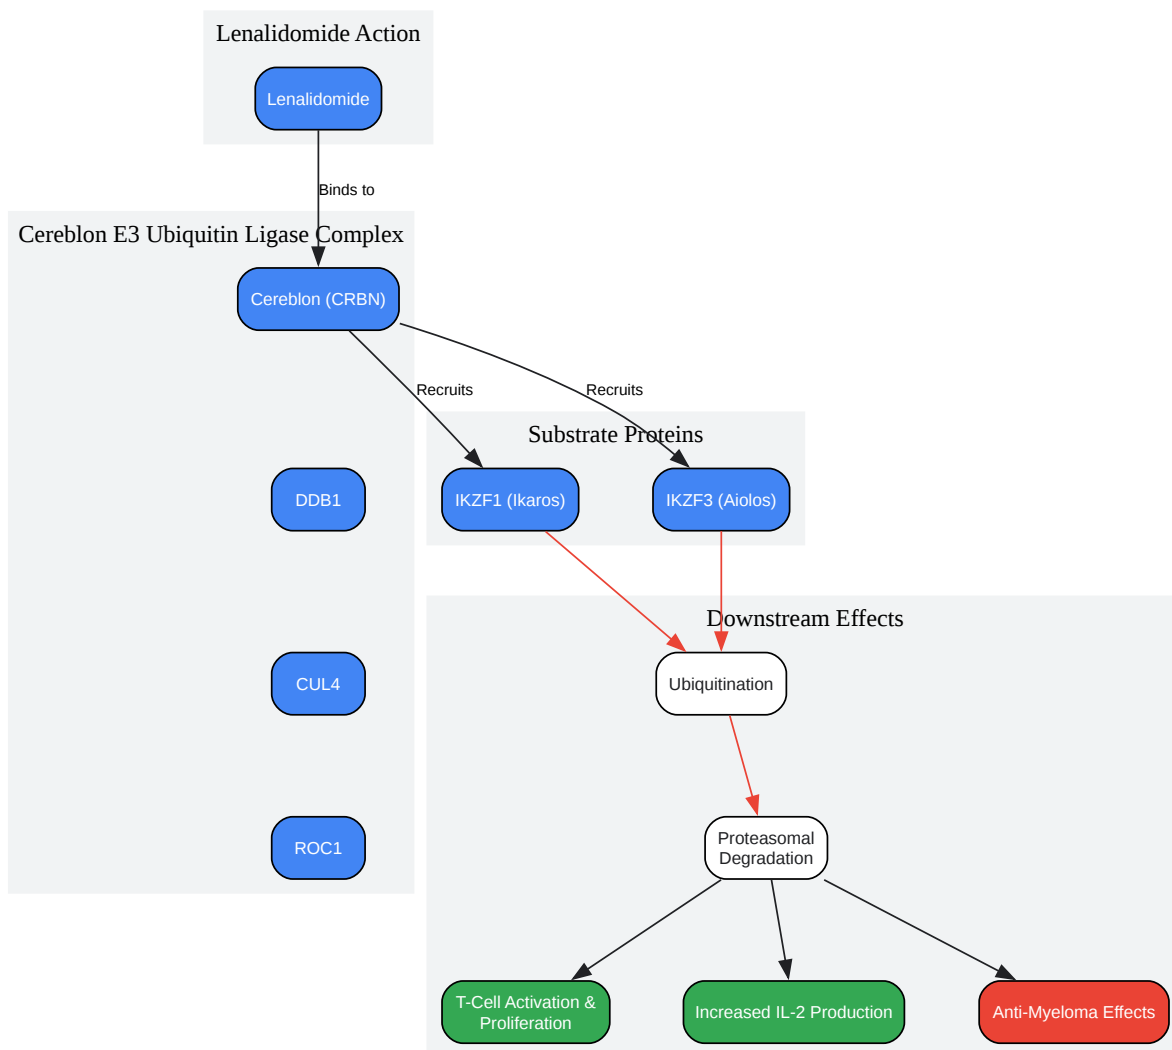 Lenalidomide Action
Lenalidomide
Binds to
Cereblon E3 Ubiquitin Ligase Complex
Cereblon (CRBN)
Recruits
Recruits
Substrate Proteins
DDB1
IKZF1 (Ikaros)
IKZF3 (Aiolos)
Downstream Effects
CUL4
Ubiquitination
ROC1
Proteasomal
Degradation
T-Cell Activation &
Proliferation
Increased IL-2 Production
Anti-Myeloma Effects